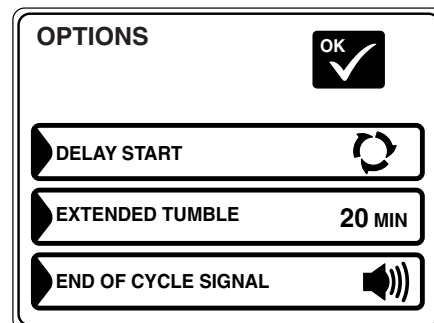 OPTIONS
OK
DELAY START
EXTENDED TUMBLE 20 MIN
END OF CYCLE SIGNAL